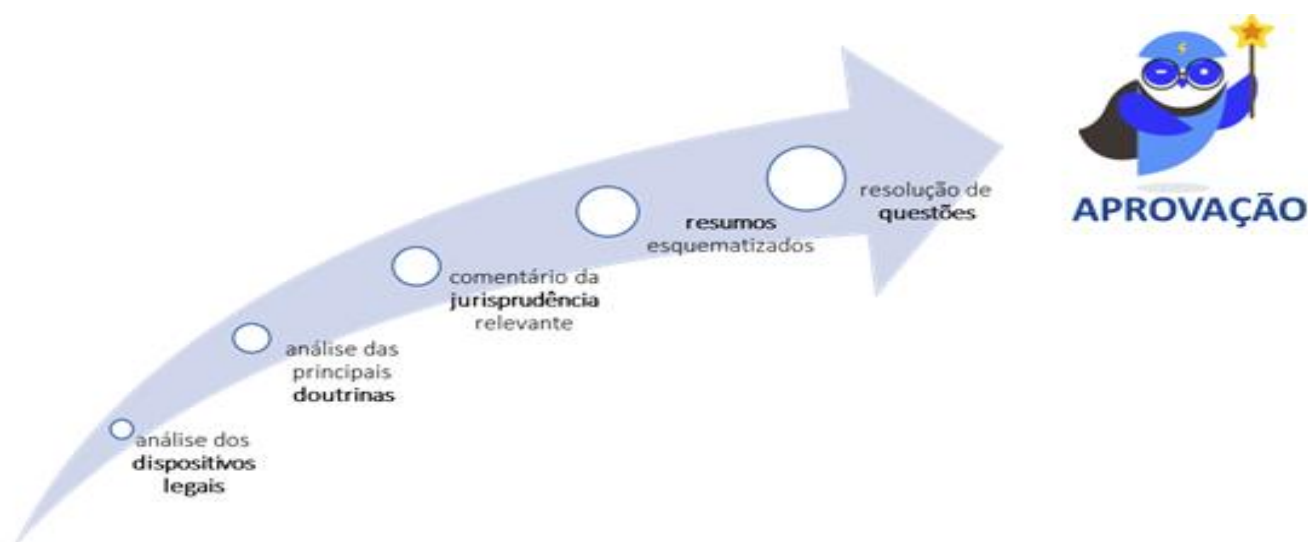 análise dos
dispositivos
legais
análise das
principais
doutrinas
comentário da
jurisprudência
relevante
resumos
esquematizados
resolução de
questões
APROVAÇÃO